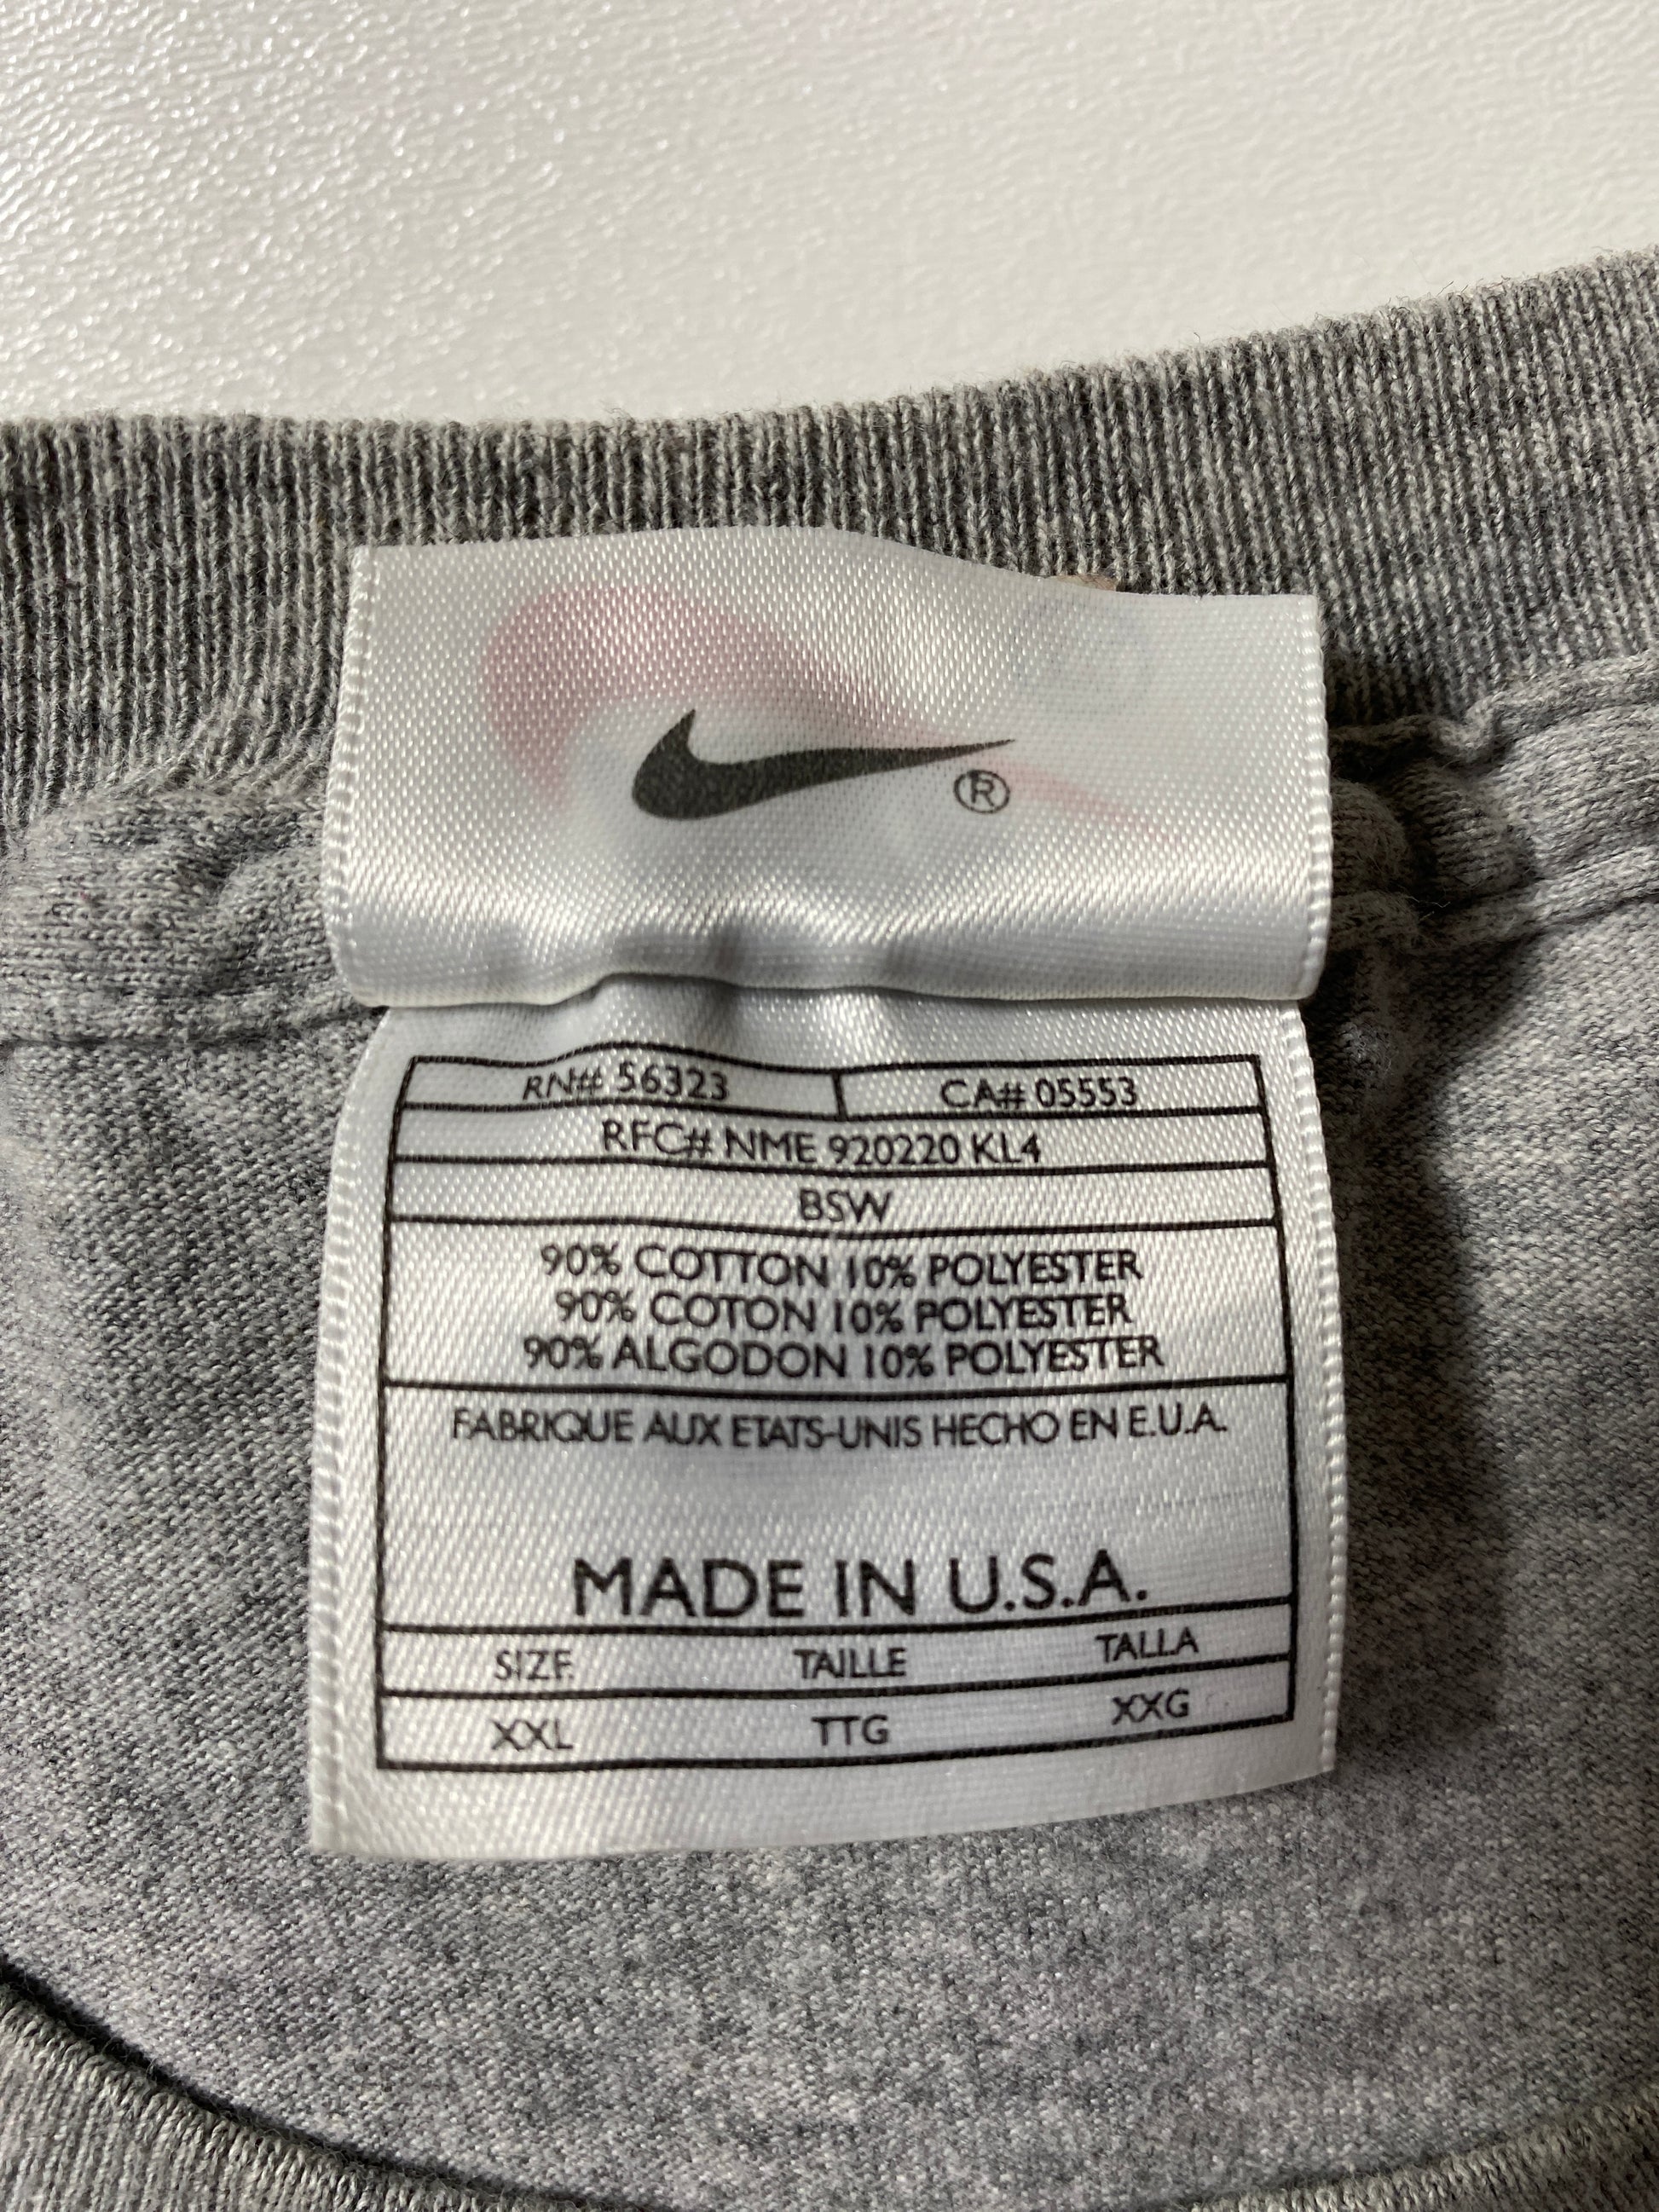 ®
RN# 56323 CA# 05553
RFC# NME 920220 KL4
BSW
90% COTTON 10% POLYESTER
90% COTON 10% POLYESTER
90% ALGODON 10% POLYESTER
FABRIQUE AUX ETATS-UNIS HECHO EN E.U.A.
MADE IN U.S.A.
SIZE TAILLE TALLA
XXL TTG XXG